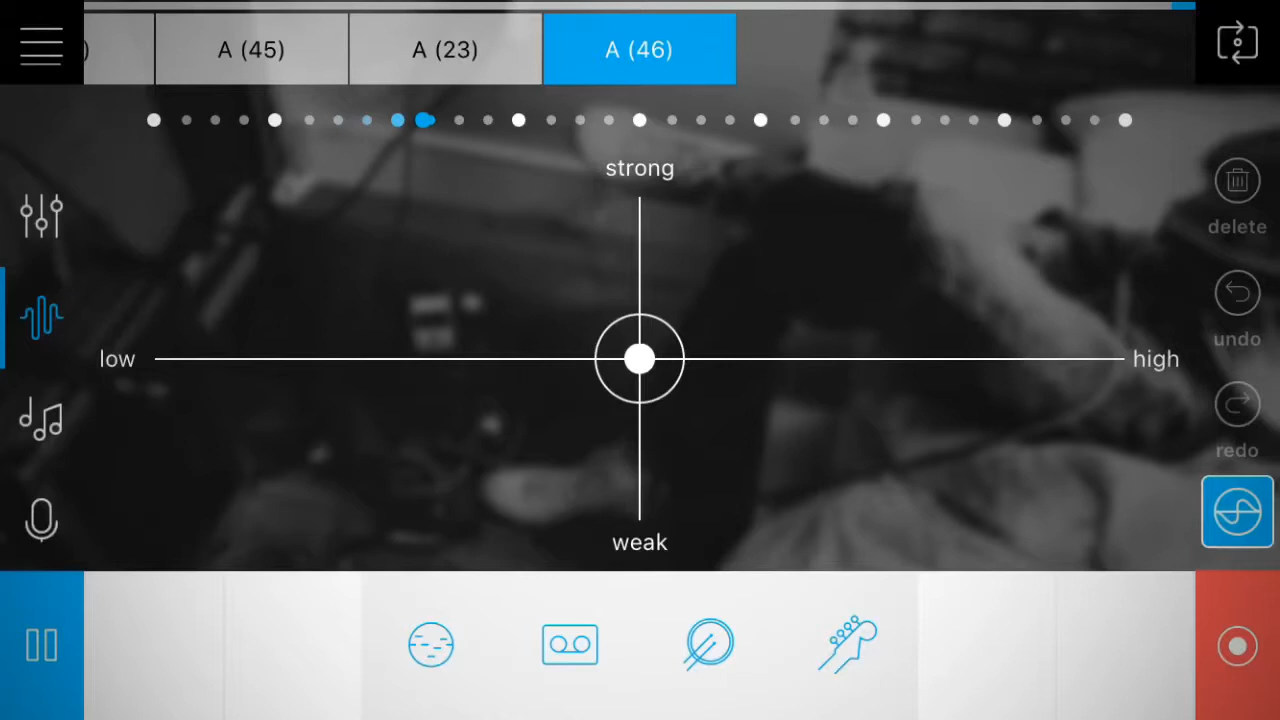 )
A (45)
A (23)
A (46)
strong
delete
undo
low
high
redo
weak